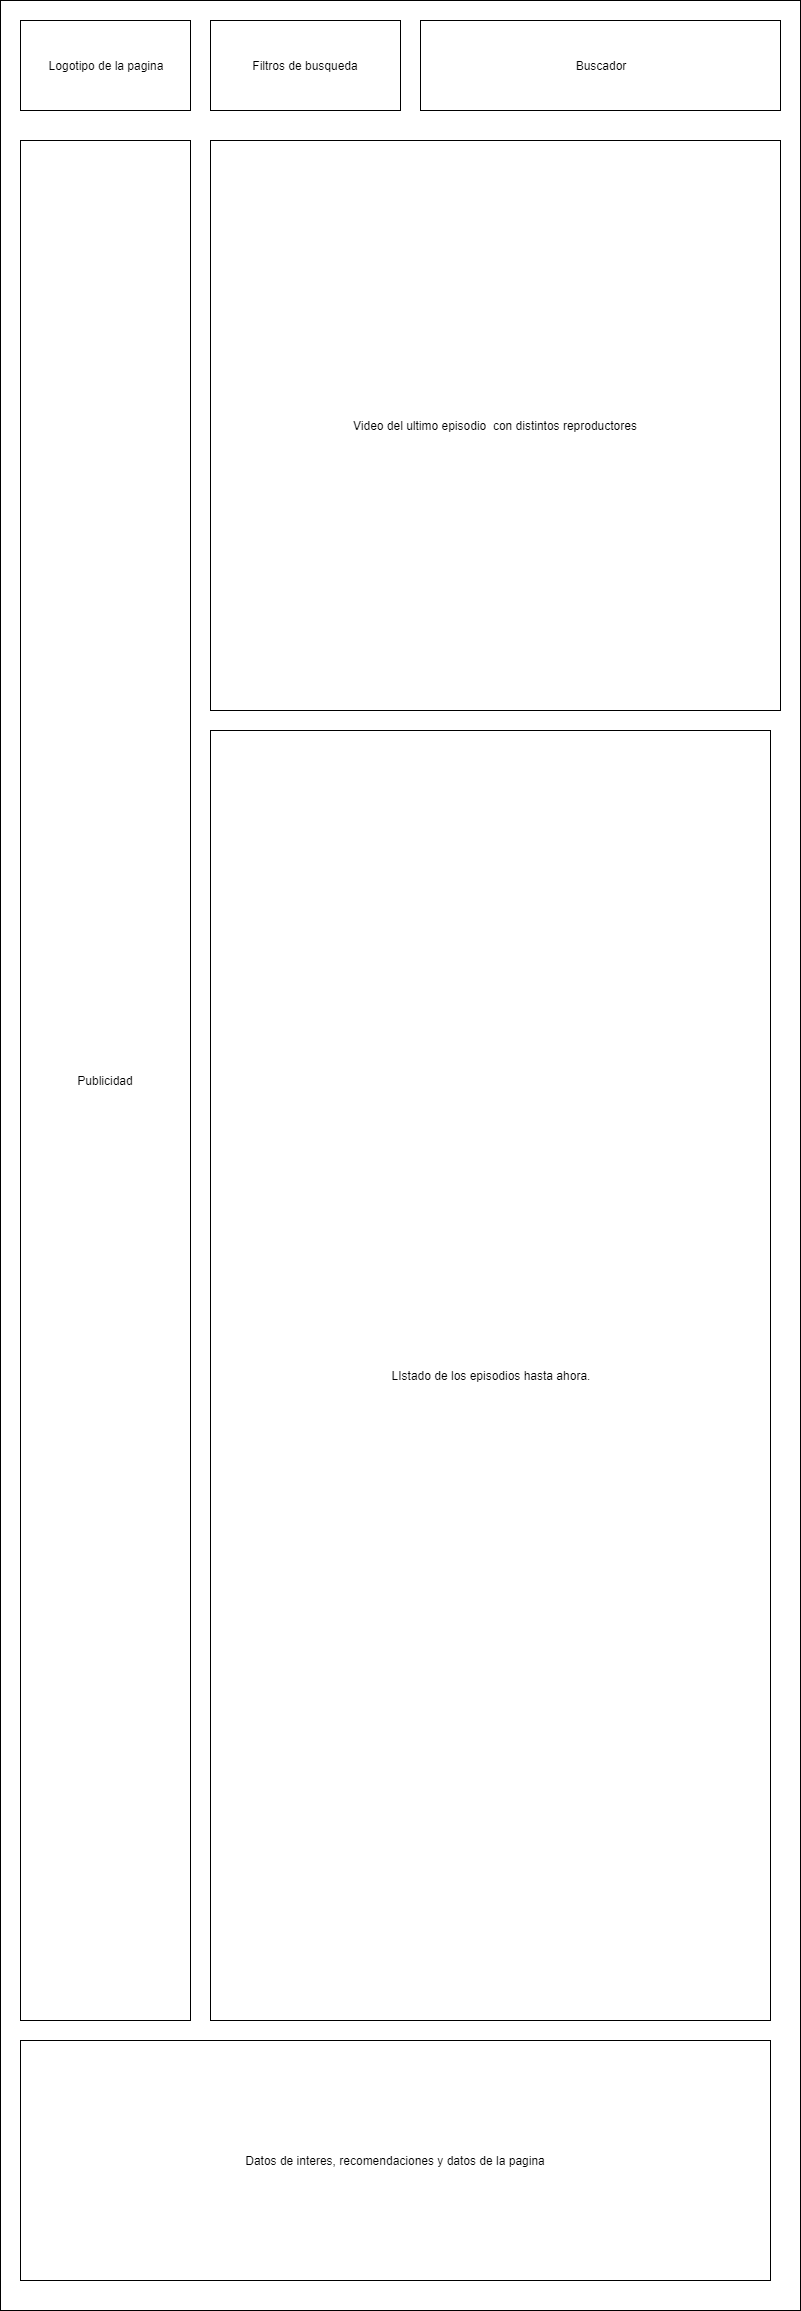 Logotipo de la pagina
Filtros de busqueda
Buscador
Video del ultimo episodio  con distintos reproductores
Publicidad
LIstado de los episodios hasta ahora.
Datos de interes, recomendaciones y datos de la pagina